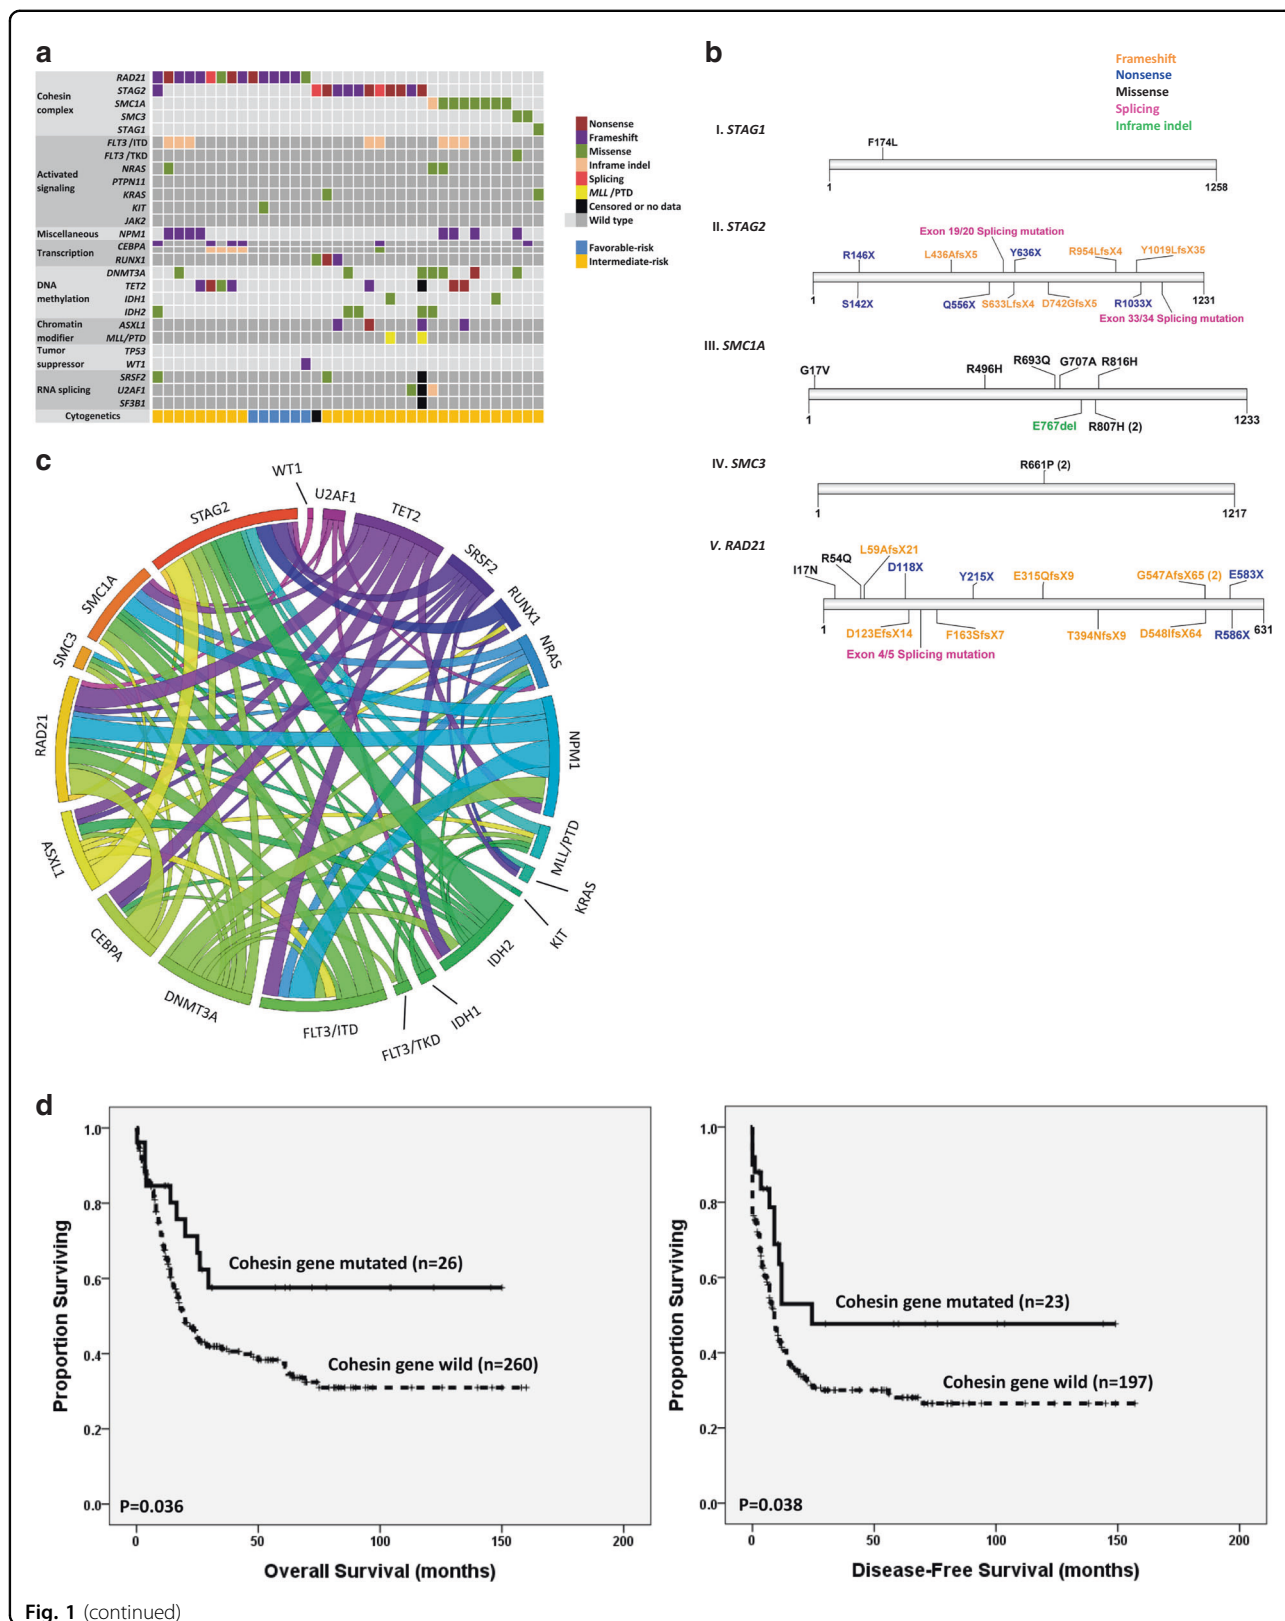 a
Cohesin complex
RAD21
STAG2
SMC1A
SMC3
STAG1
Activated signaling
FLT3 /ITD
FLT3 /TKD
NRAS
PTPN11
KRAS
KIT
JAK2
Miscellaneous
NPM1
Transcription
CEBPA
RUNX1
DNA methylation
DNMT3A
TET2
IDH1
IDH2
Chromatin modifier
ASXL1
MLL/PTD
Tumor suppressor
TP53
WT1
RNA splicing
SRSF2
U2AF1
SF3B1
Cytogenetics
Nonsense
Frameshift
Missense
Inframe indel
Splicing
MLL /PTD
Censored or no data
Wild type
Favorable-risk
Intermediate-risk
b
Frameshift
Nonsense
Missense
Splicing
Inframe indel
I. STAG1
F174L
1
1258
II. STAG2
Exon 19/20 Splicing mutation
R146X
L436AfsX5
Y636X
R954LfsX4
Y1019LfsX35
1
1231
S142X
Q556X
S633LfsX4
D742GfsX5
R1033X
Exon 33/34 Splicing mutation
III. SMC1A
G17V
R496H
R693Q
G707A
R816H
1
1233
E767del
R807H (2)
IV. SMC3
R661P (2)
1
1217
V. RAD21
I17N
R54Q
L59AfsX21
D118X
Y215X
E315QfsX9
G547AfsX65 (2)
E583X
1
631
D123EfsX14
Exon 4/5 Splicing mutation
F163SfsX7
T394NfsX9
D548IfsX64
R586X
c
WT1
U2AF1
TET2
SRSF2
RUNX1
NRAS
NPM1
MLL/PTD
KRAS
KIT
IDH2
IDH1
FLT3/TKD
FLT3/ITD
DNMT3A
CEBPA
ASXL1
RAD21
SMC3
SMC1A
STAG2
d
Proportion Surviving
1.0
0.8
0.6
0.4
0.2
0.0
Cohesin gene mutated (n=26)
Cohesin gene wild (n=260)
P=0.036
0
50
100
150
200
Overall Survival (months)
Proportion Surviving
1.0
0.8
0.6
0.4
0.2
0.0
Cohesin gene mutated (n=23)
Cohesin gene wild (n=197)
P=0.038
0
50
100
150
200
Disease-Free Survival (months)
Fig. 1 (continued)